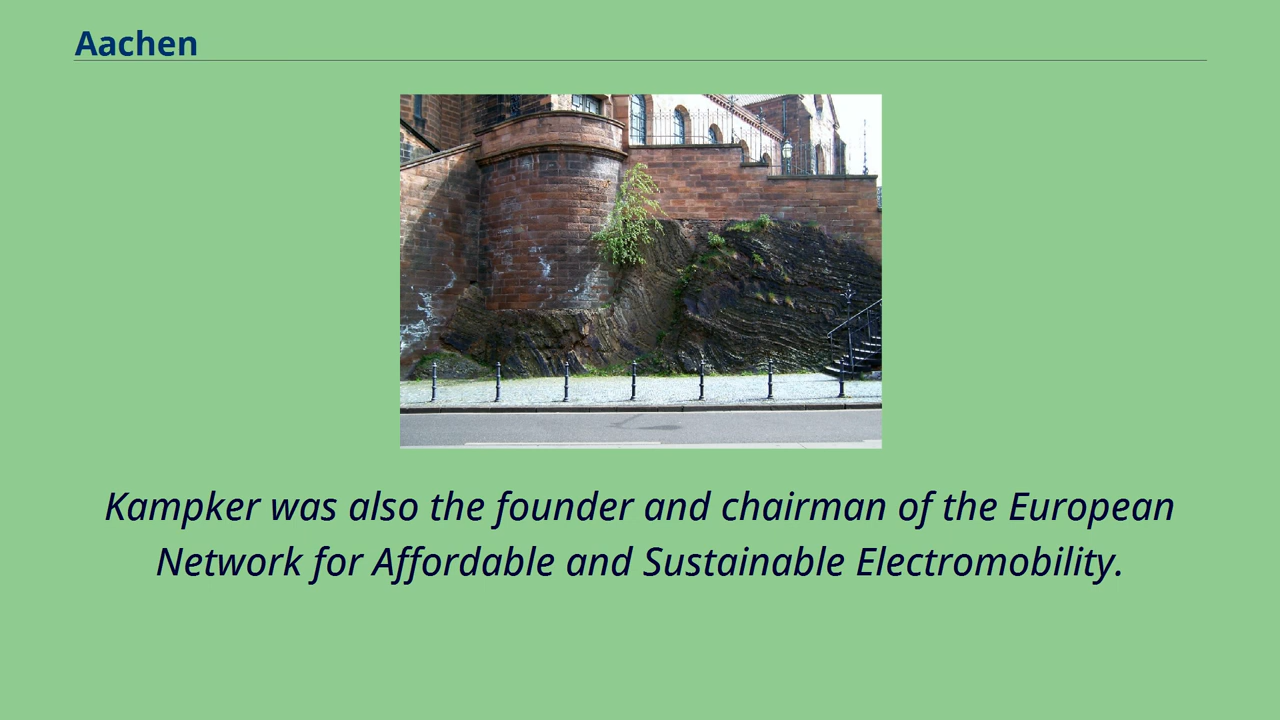 Aachen
Kampker was also the founder and chairman of the European
Network for Affordable and Sustainable Electromobility.